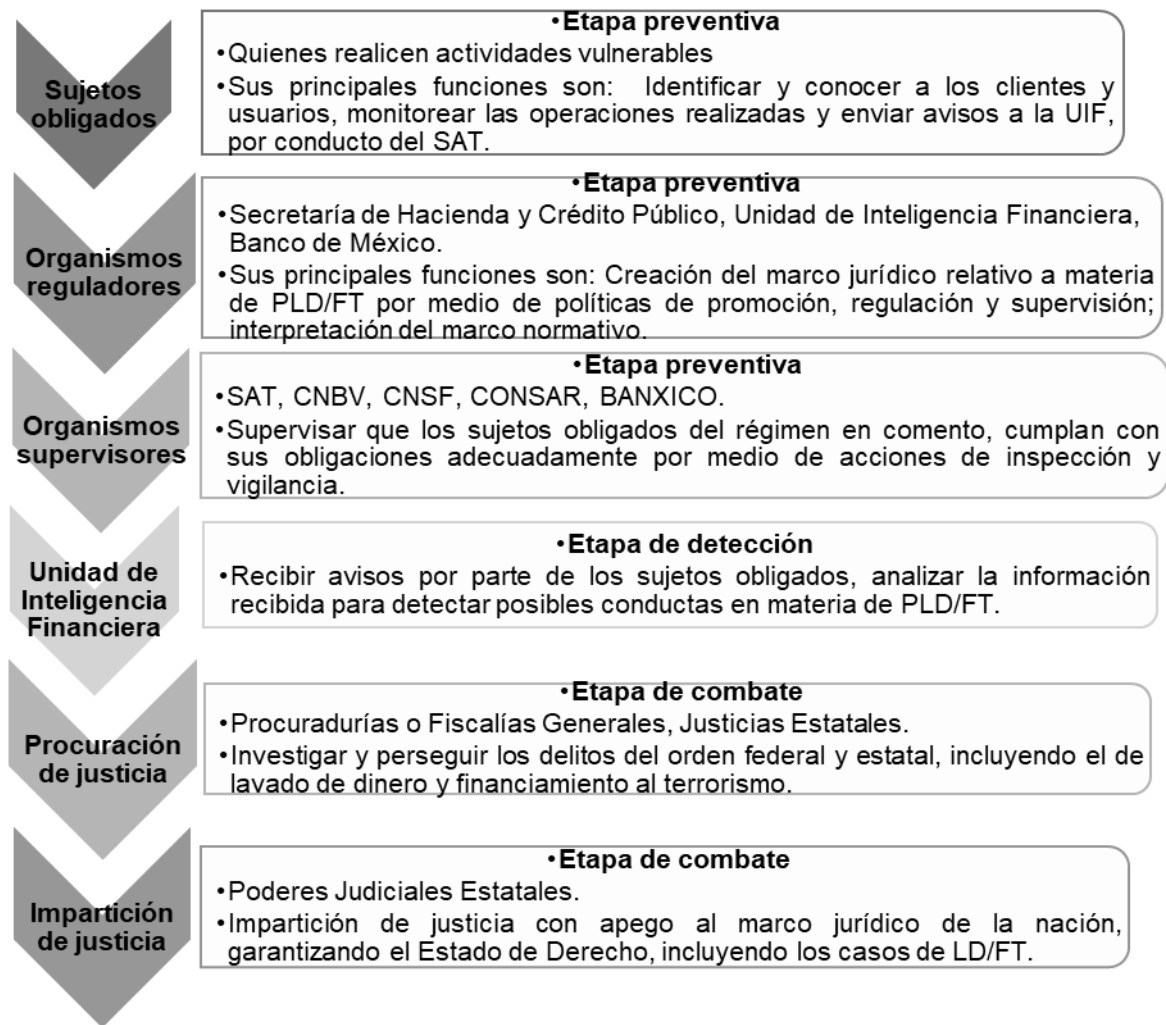 Sujetos
obligados
•Etapa preventiva
•Quienes realicen actividades vulnerables
•Sus principales funciones son: Identificar y conocer a los clientes y
usuarios, monitorear las operaciones realizadas y enviar avisos a la UIF,
por conducto del SAT.
Organismos
reguladores
•Etapa preventiva
•Secretaría de Hacienda y Crédito Público, Unidad de Inteligencia Financiera,
Banco de México.
•Sus principales funciones son: Creación del marco jurídico relativo a materia
de PLD/FT por medio de políticas de promoción, regulación y supervisión;
interpretación del marco normativo.
Organismos
supervisores
•Etapa preventiva
•SAT, CNBV, CNSF, CONSAR, BANXICO.
•Supervisar que los sujetos obligados del régimen en comento, cumplan con
sus obligaciones adecuadamente por medio de acciones de inspección y
vigilancia.
Unidad de
Inteligencia
Financiera
•Etapa de detección
•Recibir avisos por parte de los sujetos obligados, analizar la información
recibida para detectar posibles conductas en materia de PLD/FT.
Procuración
de justicia
•Etapa de combate
•Procuradurías o Fiscalías Generales, Justicias Estatales.
•Investigar y perseguir los delitos del orden federal y estatal, incluyendo el de
lavado de dinero y financiamiento al terrorismo.
Impartición
de justicia
•Etapa de combate
•Poderes Judiciales Estatales.
•Impartición de justicia con apego al marco jurídico de la nación,
garantizando el Estado de Derecho, incluyendo los casos de LD/FT.